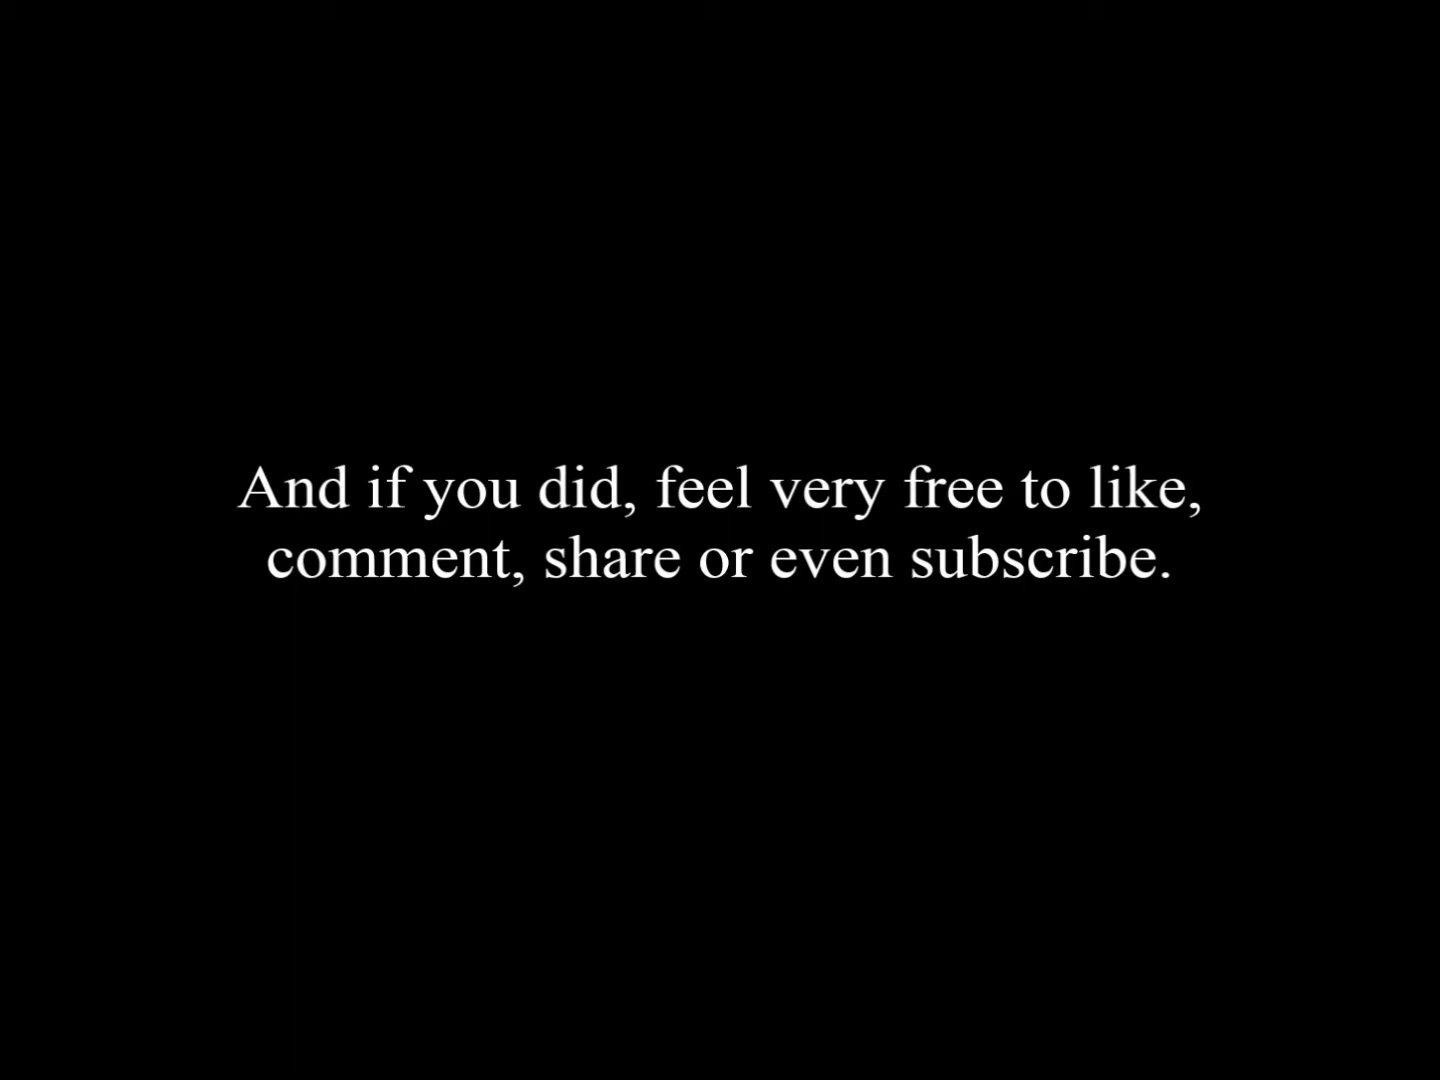 And if you did, feel very free to like,
comment, share or even subscribe.